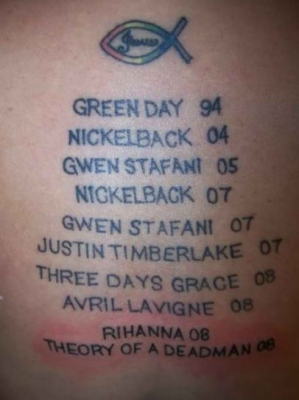 Jesus
GREEN DAY 94
NICKELBACK 04
GWEN STAFANI 05
NICKELBACK 07
GWEN STAFANI 07
JUSTIN TIMBERLAKE 07
THREE DAYS GRACE 08
AVRIL LAVIGNE 08
RIHANNA 08
THEORY OF A DEADMAN 08